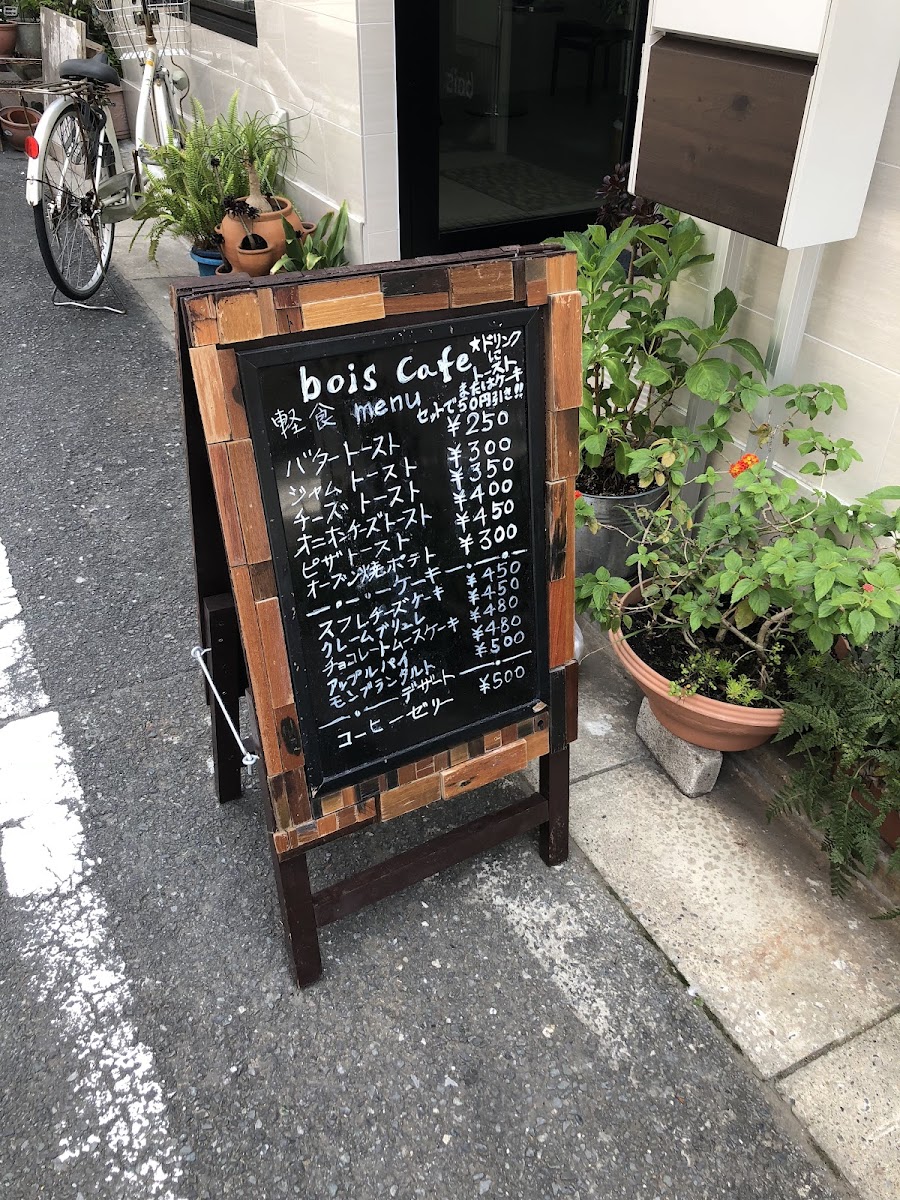 bois Cafe
★ドリンク
に
トースト
またはケーキ
セットで50円引き!!
軽食 menu
バタートースト ¥250
ジャムトースト ¥300
チーズトースト ¥350
オニオンチーズトースト ¥400
ピザトースト ¥450
オーブン焼ポテト ¥300
ケーキ
スフレチーズケーキ ¥450
クレームブリュレ ¥450
チョコレートムースケーキ ¥480
アップルパイ ¥480
モンブランタルト ¥500
デザート
コーヒーゼリー ¥500
bois